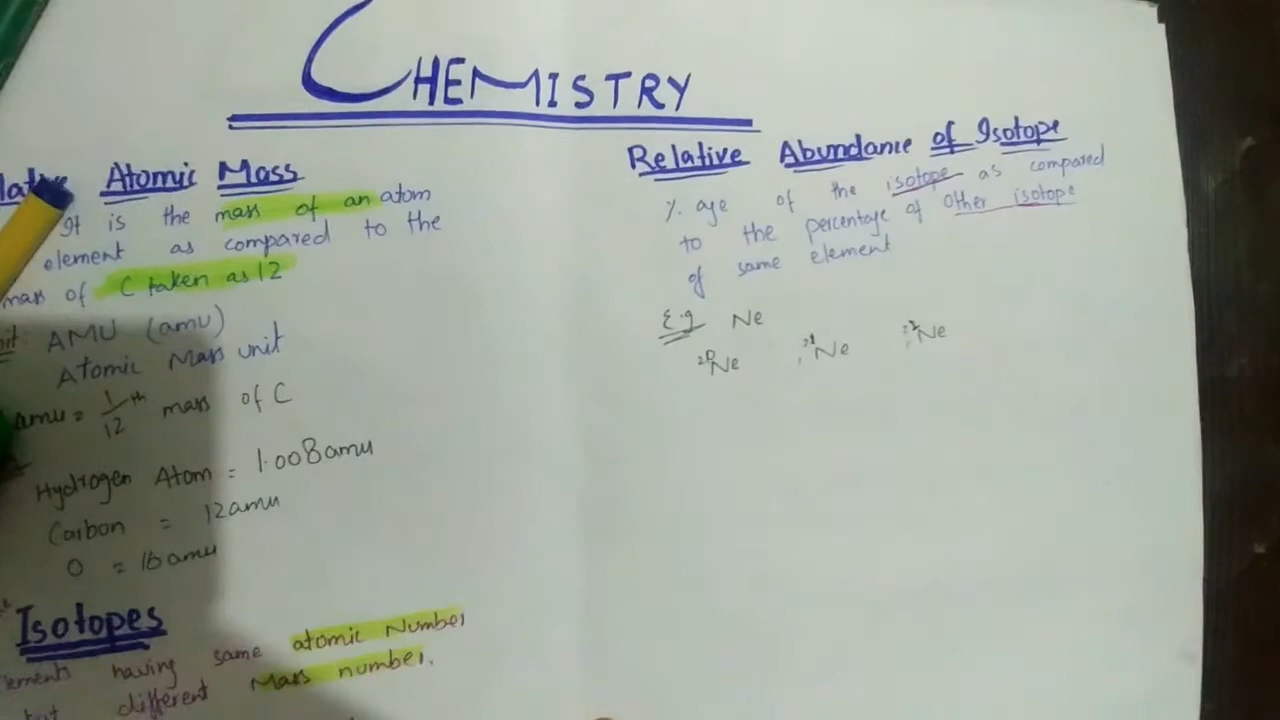 CHEMISTRY
Atomic Mass
It is the mass of an atom
element as compared to the
mass of C taken as 12
AMU (amu)
Atomic Mass unit
amu = 1/12th mass of C
Hydrogen Atom = 1.008amu
Carbon = 12amu
O = 16amu
Isotopes
having same atomic Number
different Mass number.
Relative Abundance of Isotope
% age of the isotope as compared
to the percentage of Other isotope
of same element
E.g Ne
²⁰Ne , ²¹Ne , ²²Ne